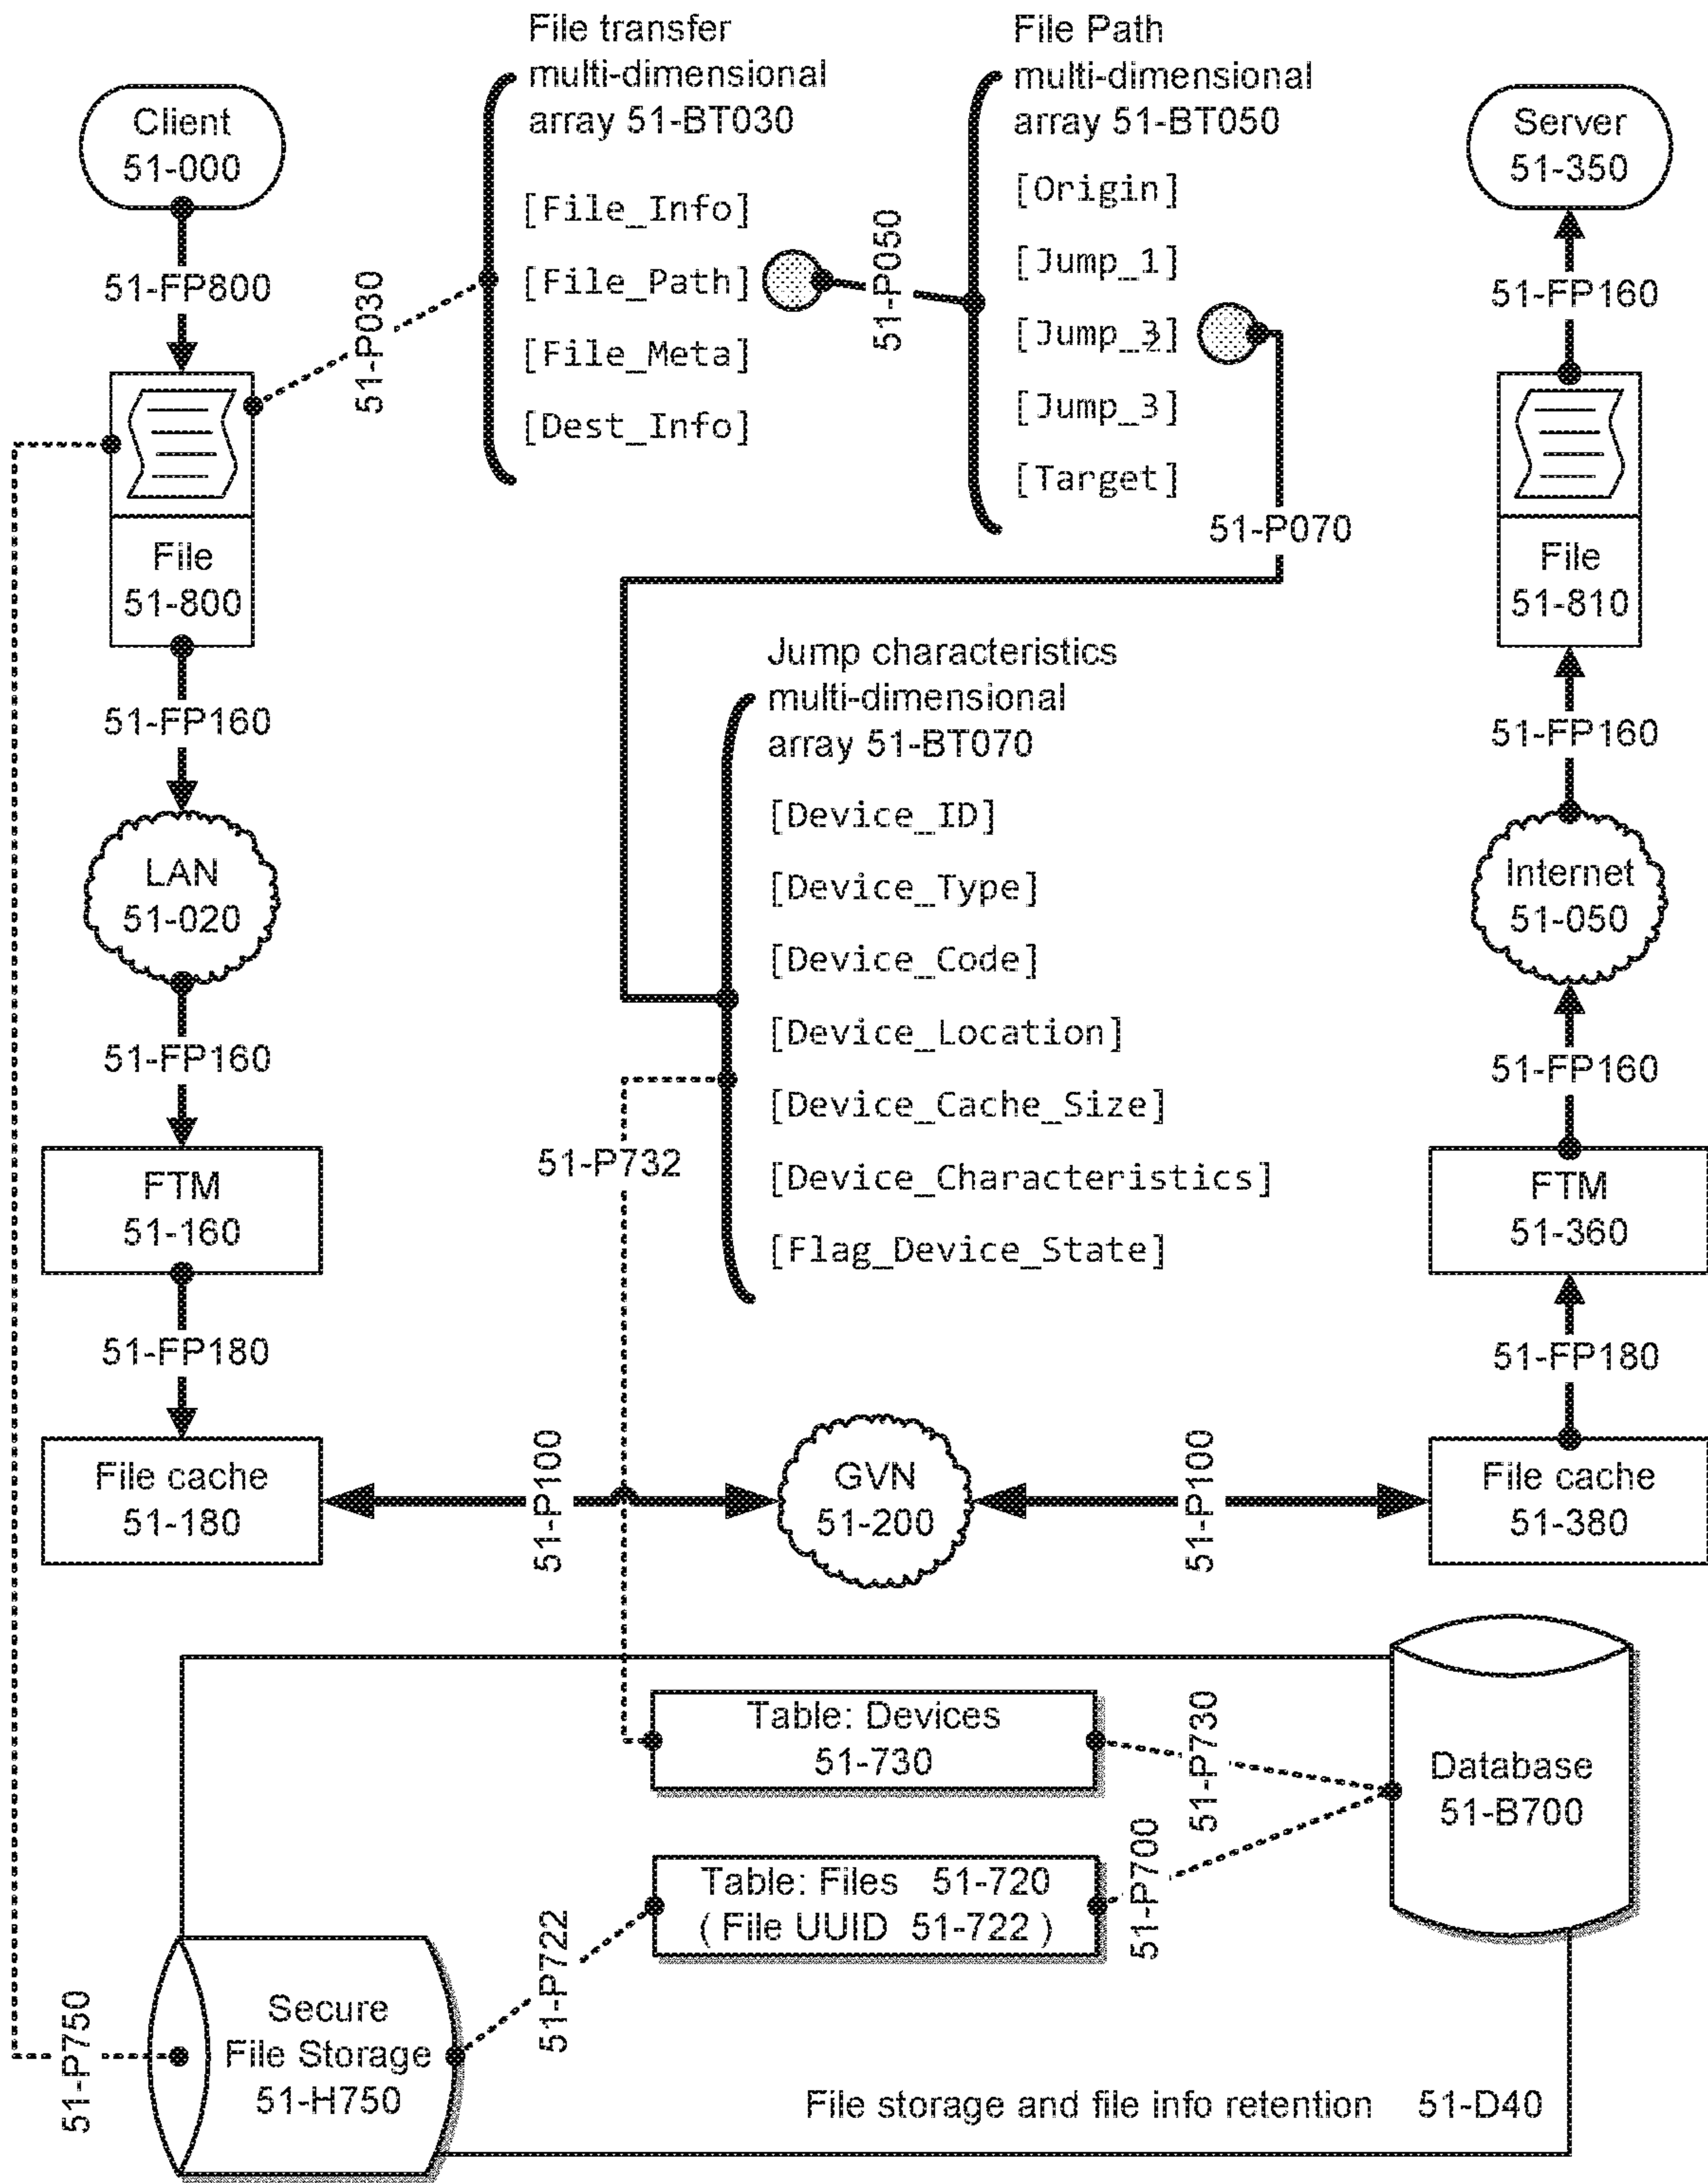 File transfer
multi-dimensional
array 51-BT030
[File_Info]
[File_Path]
[File_Meta]
[Dest_Info]
File Path
multi-dimensional
array 51-BT050
[Origin]
[Jump_1]
[Jump_2]
[Jump_3]
[Target]
Client
51-000
51-FP800
51-P030
51-P050
51-P070
File
51-800
51-FP160
LAN
51-020
51-FP160
FTM
51-160
51-FP180
File cache
51-180
Jump characteristics
multi-dimensional
array 51-BT070
[Device_ID]
[Device_Type]
[Device_Code]
[Device_Location]
[Device_Cache_Size]
[Device_Characteristics]
[Flag_Device_State]
51-P732
51-P100
GVN
51-200
51-P100
Server
51-350
51-FP160
File
51-810
51-FP160
Internet
51-050
51-FP160
FTM
51-360
51-FP180
File cache
51-380
Table: Devices
51-730
51-P730
Database
51-B700
Table: Files 51-720
( File UUID 51-722 )
51-P700
51-P722
51-P750
Secure
File Storage
51-H750
File storage and file info retention 51-D40